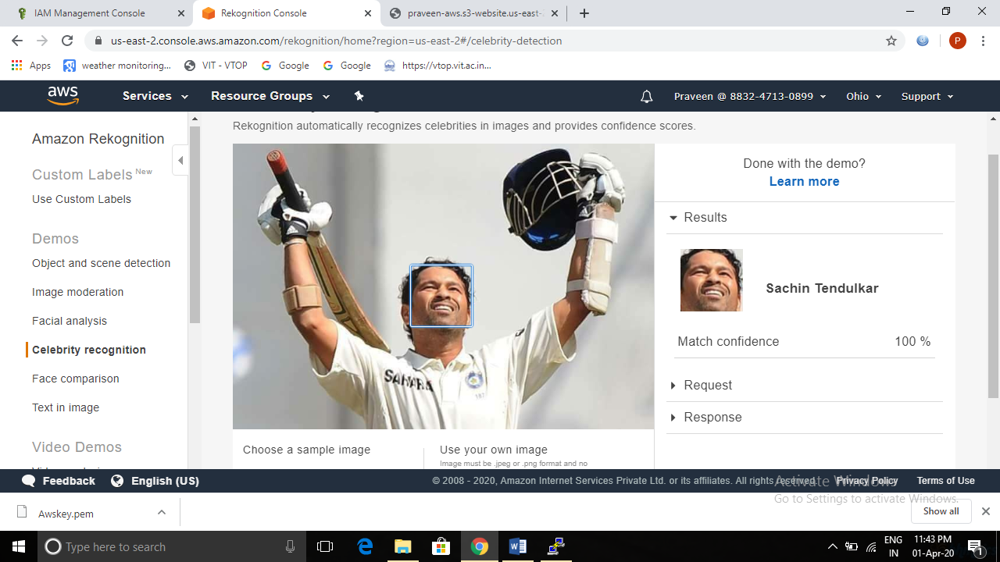 IAM Management Console
Rekognition Console
praveen-aws.s3-website.us-east-
us-east-2.console.aws.amazon.com/rekognition/home?region=us-east-2#/celebrity-detection
P
Apps
weather monitoring...
VIT - VTOP
Google
Google
https://vtop.vit.ac.in...
aws
Services
Resource Groups
Praveen @ 8832-4713-0899
Ohio
Support
Rekognition automatically recognizes celebrities in images and provides confidence scores.
Amazon Rekognition
Custom Labels New
Use Custom Labels
Demos
Object and scene detection
Image moderation
Facial analysis
Celebrity recognition
Face comparison
Text in image
Video Demos
SAHARA
Done with the demo?
Learn more
Results
Sachin Tendulkar
Match confidence 100 %
Request
Response
Choose a sample image
Use your own image
Image must be .jpeg or .png format and no
Feedback
English (US)
© 2008 - 2020, Amazon Internet Services Private Ltd. or its affiliates. All rights reserved.
Privacy Policy
Terms of Use
Activate Windows
Go to Settings to activate Windows.
Awskey.pem
Show all
Type here to search
ENG
IN
11:43 PM
01-Apr-20
1